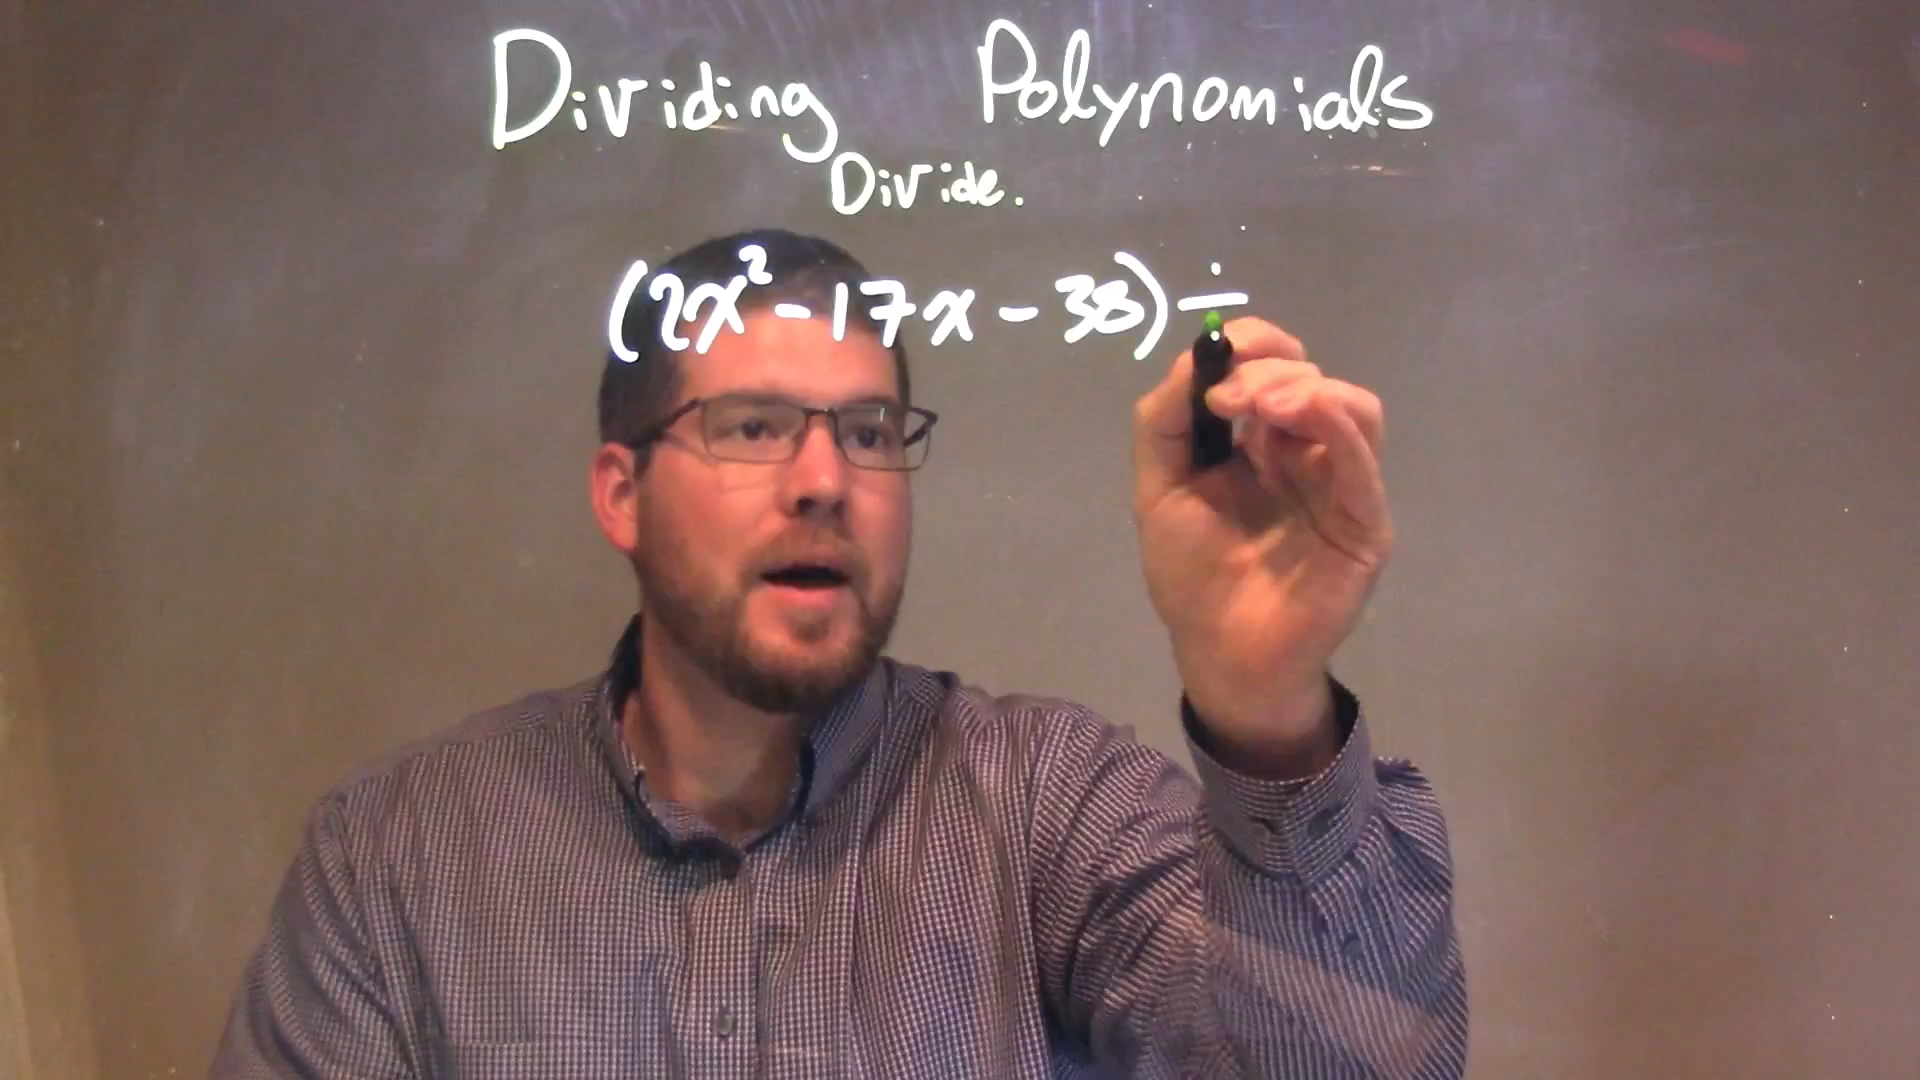 Dividing Polynomials
Divide.
(2x² - 17x - 38) ÷